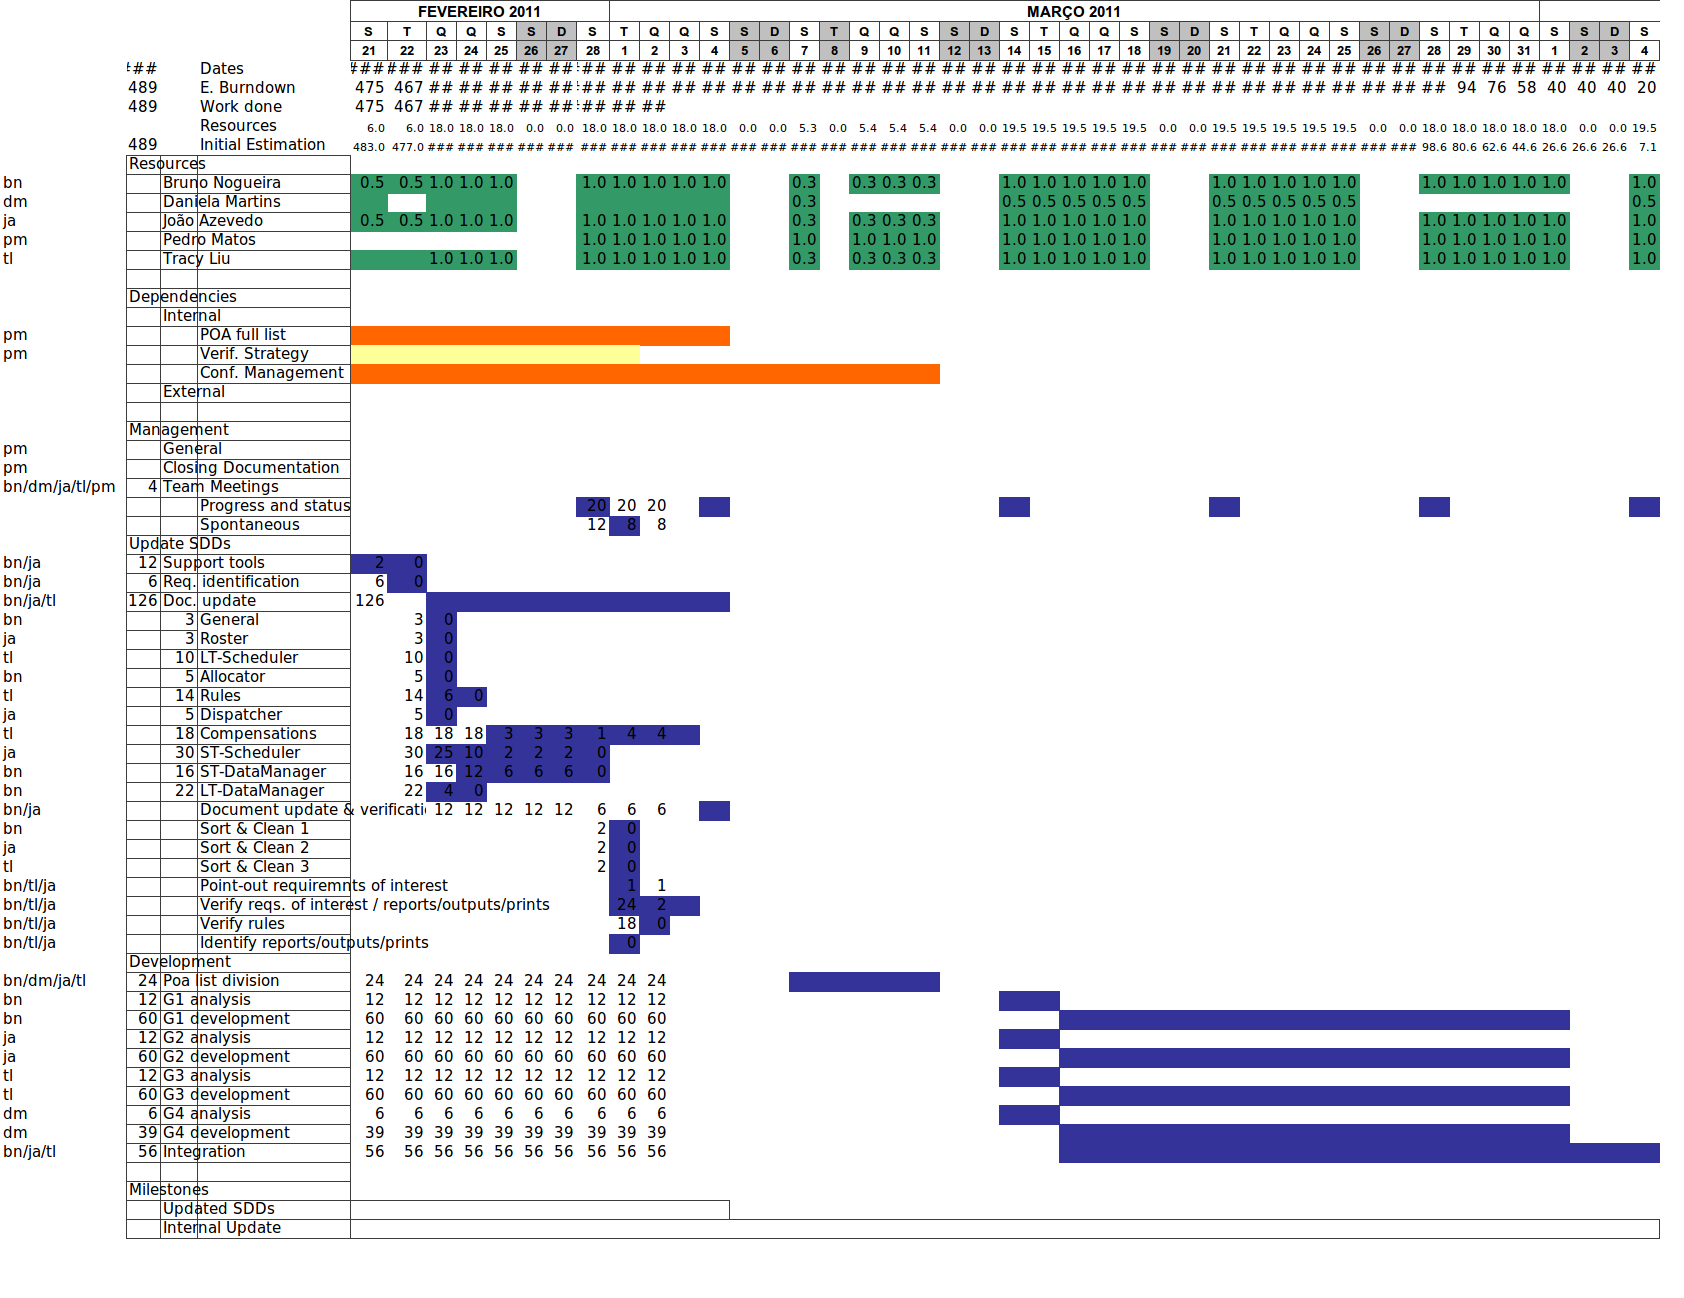 FEVEREIRO 2011 MARÇO 2011
S T Q Q S S D S T Q Q S S D S T Q Q S S D S T Q Q S S D S T Q Q S S D S T Q Q S S D S
21 22 23 24 25 26 27 28 1 2 3 4 5 6 7 8 9 10 11 12 13 14 15 16 17 18 19 20 21 22 23 24 25 26 27 28 29 30 31 1 2 3 4
### Dates ### ### ## ## ## ## ## ## ## ## ## ## ## ## ## ## ## ## ## ## ## ## ## ## ## ## ## ## ## ## ## ## ## ## ## ## ## ## ## ## ## ## ##
489 E. Burndown 475 467 ## ## ## ## ## ## ## ## ## ## ## ## ## ## ## ## ## ## ## ## ## ## ## ## ## ## ## ## ## ## ## ## ## ## 94 76 58 40 40 40 20
489 Work done 475 467 ## ## ## ## ## ## ## ##
Resources 6.0 6.0 18.0 18.0 18.0 0.0 0.0 18.0 18.0 18.0 18.0 18.0 0.0 0.0 5.3 0.0 5.4 5.4 5.4 0.0 0.0 19.5 19.5 19.5 19.5 19.5 0.0 0.0 19.5 19.5 19.5 19.5 19.5 0.0 0.0 18.0 18.0 18.0 18.0 18.0 0.0 0.0 19.5
489 Initial Estimation 483.0 477.0 ### ### ### ### ### ### ### ### ### ### ### ### ### ### ### ### ### ### ### ### ### ### ### ### ### ### ### ### ### ### ### ### ### 98.6 80.6 62.6 44.6 26.6 26.6 26.6 7.1
Resources
bn Bruno Nogueira 0.5 0.5 1.0 1.0 1.0 1.0 1.0 1.0 1.0 1.0 0.3 0.3 0.3 0.3 1.0 1.0 1.0 1.0 1.0 1.0 1.0 1.0 1.0 1.0 1.0 1.0 1.0 1.0 1.0 1.0
dm Daniela Martins 0.3 0.5 0.5 0.5 0.5 0.5 0.5 0.5 0.5 0.5 0.5 0.5
ja João Azevedo 0.5 0.5 1.0 1.0 1.0 1.0 1.0 1.0 1.0 1.0 0.3 0.3 0.3 0.3 1.0 1.0 1.0 1.0 1.0 1.0 1.0 1.0 1.0 1.0 1.0 1.0 1.0 1.0 1.0 1.0
pm Pedro Matos 1.0 1.0 1.0 1.0 1.0 1.0 1.0 1.0 1.0 1.0 1.0 1.0 1.0 1.0 1.0 1.0 1.0 1.0 1.0 1.0 1.0 1.0 1.0 1.0 1.0
tl Tracy Liu 1.0 1.0 1.0 1.0 1.0 1.0 1.0 1.0 0.3 0.3 0.3 0.3 1.0 1.0 1.0 1.0 1.0 1.0 1.0 1.0 1.0 1.0 1.0 1.0 1.0 1.0 1.0 1.0
Dependencies
Internal
pm POA full list
pm Verif. Strategy
Conf. Management
External
Management
pm General
pm Closing Documentation
bn/dm/ja/tl/pm 4 Team Meetings
Progress and status 20 20 20
Spontaneous 12 8 8
Update SDDs
bn/ja 12 Support tools 2 0
bn/ja 6 Req. identification 6 0
bn/ja/tl 126 Doc. update 126
bn 3 General 3 0
ja 3 Roster 3 0
tl 10 LT-Scheduler 10 0
bn 5 Allocator 5 0
tl 14 Rules 14 6 0
ja 5 Dispatcher 5 0
tl 18 Compensations 18 18 18 3 3 3 1 4 4
ja 30 ST-Scheduler 30 25 10 2 2 2 0
bn 16 ST-DataManager 16 16 12 6 6 6 0
bn 22 LT-DataManager 22 4 0
bn/ja Document update & 12 12 12 12 12 6 6 6
bn Sort & Clean 1 2 0
ja Sort & Clean 2 2 0
tl Sort & Clean 3 2 0
bn/tl/ja Point-out requiremnts of interest 1 1
bn/tl/ja Verify reqs. of interest / reports/outputs/prints 24 2
bn/tl/ja Verify rules 18 0
bn/tl/ja Identify reports/outputs/prints 0
Development
bn/dm/ja/tl 24 Poa list division 24 24 24 24 24 24 24 24 24 24
bn 12 G1 analysis 12 12 12 12 12 12 12 12 12 12
bn 60 G1 development 60 60 60 60 60 60 60 60 60 60
ja 12 G2 analysis 12 12 12 12 12 12 12 12 12 12
ja 60 G2 development 60 60 60 60 60 60 60 60 60 60
tl 12 G3 analysis 12 12 12 12 12 12 12 12 12 12
tl 60 G3 development 60 60 60 60 60 60 60 60 60 60
dm 6 G4 analysis 6 6 6 6 6 6 6 6 6 6
dm 39 G4 development 39 39 39 39 39 39 39 39 39 39
bn/ja/tl 56 Integration 56 56 56 56 56 56 56 56 56 56
Milestones
Updated SDDs
Internal Update